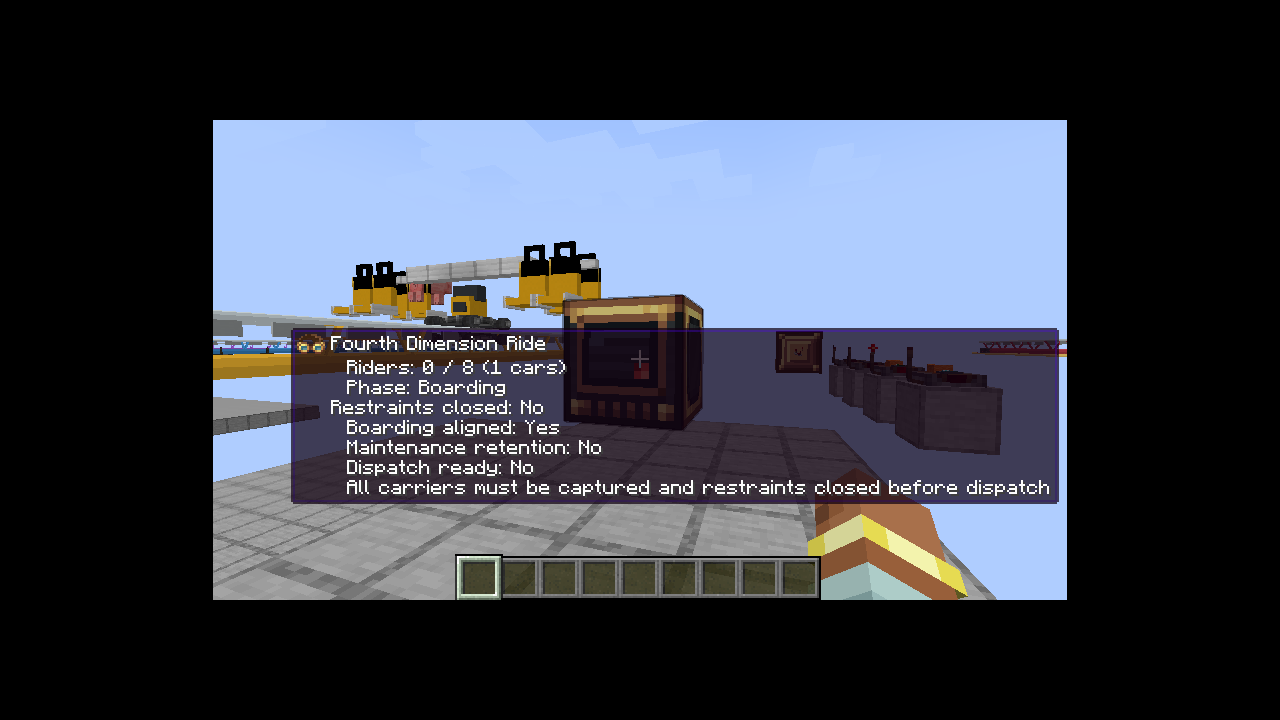 Fourth Dimension Ride
Riders: 0 / 8 (1 cars)
Phase: Boarding
Restraints closed: No
Boarding aligned: Yes
Maintenance retention: No
Dispatch ready: No
All carriers must be captured and restraints closed before dispatch